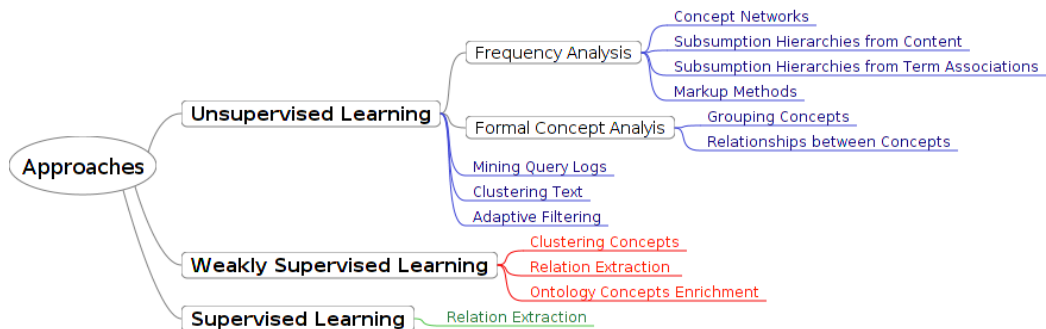 Approaches
Unsupervised Learning
Frequency Analysis
Concept Networks
Subsumption Hierarchies from Content
Subsumption Hierarchies from Term Associations
Markup Methods
Formal Concept Analyis
Grouping Concepts
Relationships between Concepts
Mining Query Logs
Clustering Text
Adaptive Filtering
Weakly Supervised Learning
Clustering Concepts
Relation Extraction
Ontology Concepts Enrichment
Supervised Learning
Relation Extraction